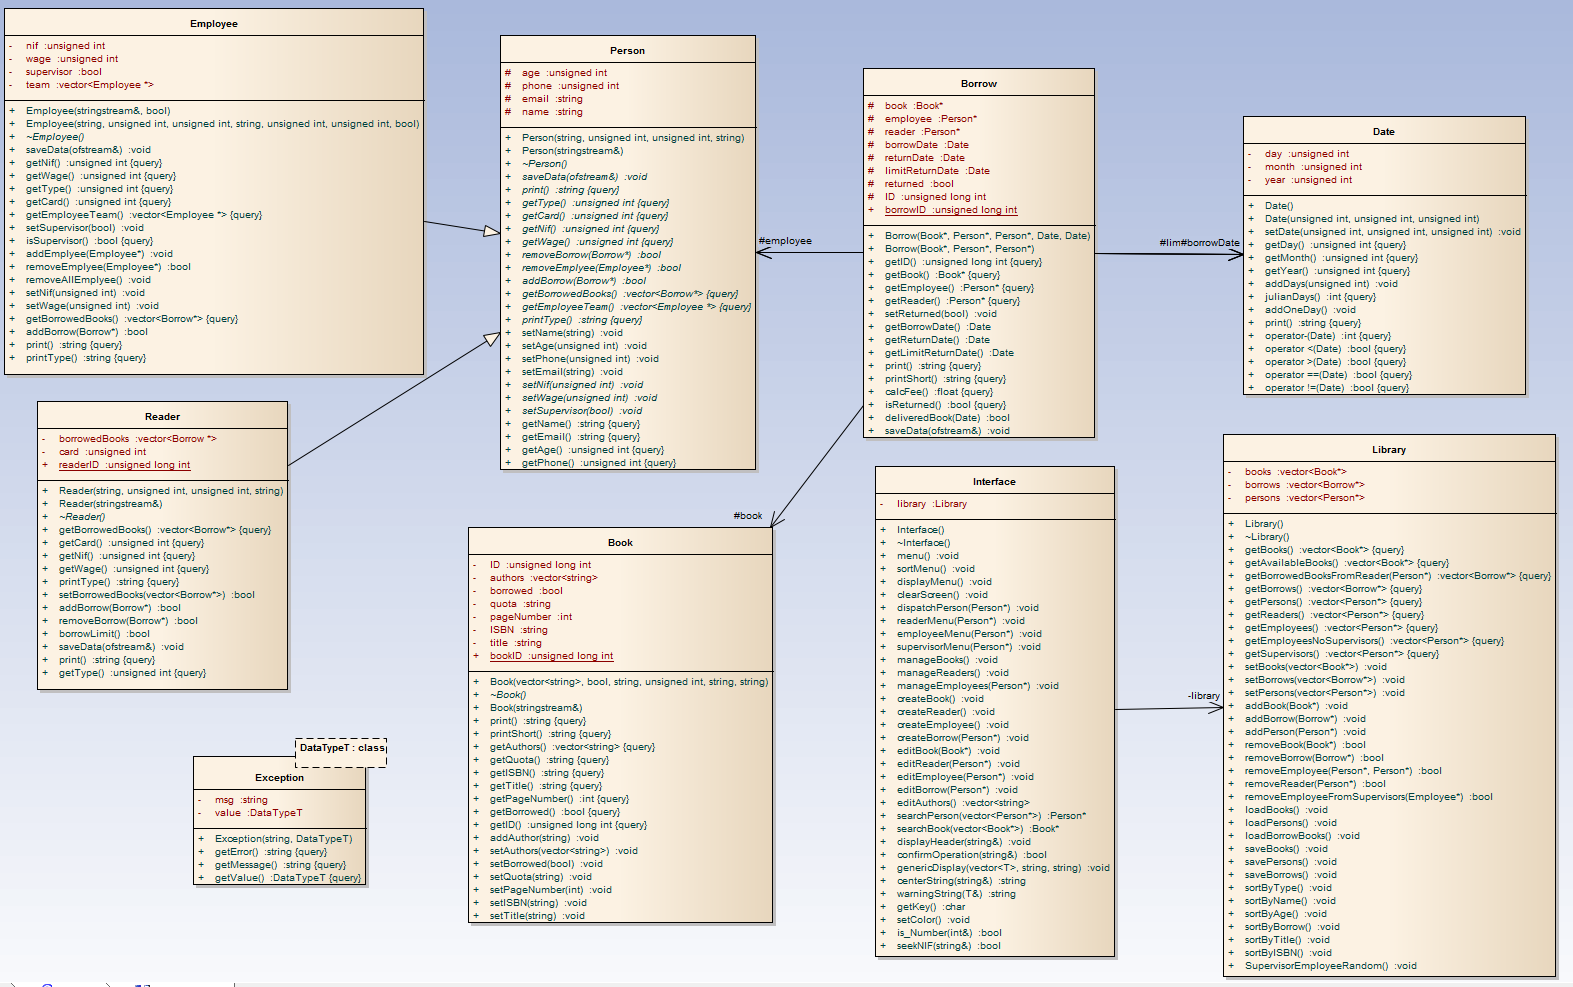 Employee
- nif :unsigned int
- wage :unsigned int
- supervisor :bool
- team :vector<Employee *>
+ Employee(stringstream&, bool)
+ Employee(string, unsigned int, unsigned int, string, unsigned int, unsigned int, bool)
+ ~Employee()
+ saveData(ofstream&) :void
+ getNif() :unsigned int {query}
+ getWage() :unsigned int {query}
+ getType() :unsigned int {query}
+ getCard() :unsigned int {query}
+ getEmployeeTeam() :vector<Employee *> {query}
+ setSupervisor(bool) :void
+ isSupervisor() :bool {query}
+ addEmplyee(Employee*) :void
+ removeEmplyee(Employee*) :bool
+ removeAllEmplyee() :void
+ setNif(unsigned int) :void
+ setWage(unsigned int) :void
+ getBorrowedBooks() :vector<Borrow*> {query}
+ addBorrow(Borrow*) :bool
+ print() :string {query}
+ printType() :string {query}
Person
# age :unsigned int
# phone :unsigned int
# email :string
# name :string
+ Person(string, unsigned int, unsigned int, string)
+ Person(stringstream&)
+ ~Person()
+ saveData(ofstream&) :void
+ print() :string {query}
+ getType() :unsigned int {query}
+ getCard() :unsigned int {query}
+ getNif() :unsigned int {query}
+ getWage() :unsigned int {query}
+ removeBorrow(Borrow*) :bool
+ removeEmplyee(Employee*) :bool
+ addBorrow(Borrow*) :bool
+ getBorrowedBooks() :vector<Borrow*> {query}
+ getEmployeeTeam() :vector<Employee *> {query}
+ printType() :string {query}
+ setName(string) :void
+ setAge(unsigned int) :void
+ setPhone(unsigned int) :void
+ setEmail(string) :void
+ setNif(unsigned int) :void
+ setWage(unsigned int) :void
+ setSupervisor(bool) :void
+ getName() :string {query}
+ getEmail() :string {query}
+ getAge() :unsigned int {query}
+ getPhone() :unsigned int {query}
#employee
Borrow
# book :Book*
# employee :Person*
# reader :Person*
# borrowDate :Date
# returnDate :Date
# limitReturnDate :Date
# returned :bool
# ID :unsigned long int
+ borrowID :unsigned long int
+ Borrow(Book*, Person*, Person*, Date, Date)
+ Borrow(Book*, Person*, Person*)
+ getID() :unsigned long int {query}
+ getBook() :Book* {query}
+ getEmployee() :Person* {query}
+ getReader() :Person* {query}
+ setReturned(bool) :void
+ getBorrowDate() :Date
+ getReturnDate() :Date
+ getLimitReturnDate() :Date
+ print() :string {query}
+ printShort() :string {query}
+ calcFee() :float {query}
+ isReturned() :bool {query}
+ deliveredBook(Date) :bool
+ saveData(ofstream&) :void
#lim#borrowDate
Date
- day :unsigned int
- month :unsigned int
- year :unsigned int
+ Date()
+ Date(unsigned int, unsigned int, unsigned int)
+ setDate(unsigned int, unsigned int, unsigned int) :void
+ getDay() :unsigned int {query}
+ getMonth() :unsigned int {query}
+ getYear() :unsigned int {query}
+ addDays(unsigned int) :void
+ julianDays() :int {query}
+ addOneDay() :void
+ print() :string {query}
+ operator-(Date) :int {query}
+ operator <(Date) :bool {query}
+ operator >(Date) :bool {query}
+ operator ==(Date) :bool {query}
+ operator !=(Date) :bool {query}
Reader
- borrowedBooks :vector<Borrow *>
- card :unsigned int
+ readerID :unsigned long int
+ Reader(string, unsigned int, unsigned int, string)
+ Reader(stringstream&)
+ ~Reader()
+ getBorrowedBooks() :vector<Borrow*> {query}
+ getCard() :unsigned int {query}
+ getNif() :unsigned int {query}
+ getWage() :unsigned int {query}
+ printType() :string {query}
+ setBorrowedBooks(vector<Borrow*>) :bool
+ addBorrow(Borrow*) :bool
+ removeBorrow(Borrow*) :bool
+ borrowLimit() :bool
+ saveData(ofstream&) :void
+ print() :string {query}
+ getType() :unsigned int {query}
#book
Book
- ID :unsigned long int
- authors :vector<string>
- borrowed :bool
- quota :string
- pageNumber :int
- ISBN :string
- title :string
+ bookID :unsigned long int
+ Book(vector<string>, bool, string, unsigned int, string, string)
+ ~Book()
+ Book(stringstream&)
+ print() :string {query}
+ printShort() :string {query}
+ getAuthors() :vector<string> {query}
+ getQuota() :string {query}
+ getISBN() :string {query}
+ getTitle() :string {query}
+ getPageNumber() :int {query}
+ getBorrowed() :bool {query}
+ getID() :unsigned long int {query}
+ addAuthor(string) :void
+ setAuthors(vector<string>) :void
+ setBorrowed(bool) :void
+ setQuota(string) :void
+ setPageNumber(int) :void
+ setISBN(string) :void
+ setTitle(string) :void
Interface
- library :Library
+ Interface()
+ ~Interface()
+ menu() :void
+ sortMenu() :void
+ displayMenu() :void
+ clearScreen() :void
+ dispatchPerson(Person*) :void
+ readerMenu(Person*) :void
+ employeeMenu(Person*) :void
+ supervisorMenu(Person*) :void
+ manageBooks() :void
+ manageReaders() :void
+ manageEmployees(Person*) :void
+ createBook() :void
+ createReader() :void
+ createEmployee() :void
+ createBorrow(Person*) :void
+ editBook(Book*) :void
+ editReader(Person*) :void
+ editEmployee(Person*) :void
+ editBorrow(Person*) :void
+ editAuthors() :vector<string>
+ searchPerson(vector<Person*>) :Person*
+ searchBook(vector<Book*>) :Book*
+ displayHeader(string&) :void
+ confirmOperation(string&) :bool
+ genericDisplay(vector<T>, string, string) :void
+ centerString(string&) :string
+ warningString(T&) :string
+ getKey() :char
+ setColor() :void
+ is_Number(int&) :bool
+ seekNIF(string&) :bool
-library
Library
- books :vector<Book*>
- borrows :vector<Borrow*>
- persons :vector<Person*>
+ Library()
+ ~Library()
+ getBooks() :vector<Book*> {query}
+ getAvailableBooks() :vector<Book*> {query}
+ getBorrowedBooksFromReader(Person*) :vector<Borrow*> {query}
+ getBorrows() :vector<Borrow*> {query}
+ getPersons() :vector<Person*> {query}
+ getReaders() :vector<Person*> {query}
+ getEmployees() :vector<Person*> {query}
+ getEmployeesNoSupervisors() :vector<Person*> {query}
+ getSupervisors() :vector<Person*> {query}
+ setBooks(vector<Book*>) :void
+ setBorrows(vector<Borrow*>) :void
+ setPersons(vector<Person*>) :void
+ addBook(Book*) :void
+ addBorrow(Borrow*) :void
+ addPerson(Person*) :void
+ removeBook(Book*) :bool
+ removeBorrow(Borrow*) :bool
+ removeEmployee(Person*, Person*) :bool
+ removeReader(Person*) :bool
+ removeEmployeeFromSupervisors(Employee*) :bool
+ loadBooks() :void
+ loadPersons() :void
+ loadBorrowBooks() :void
+ saveBooks() :void
+ savePersons() :void
+ saveBorrows() :void
+ sortByType() :void
+ sortByName() :void
+ sortByAge() :void
+ sortByBorrow() :void
+ sortByTitle() :void
+ sortByISBN() :void
+ SupervisorEmployeeRandom() :void
DataTypeT : class
Exception
- msg :string
- value :DataTypeT
+ Exception(string, DataTypeT)
+ getError() :string {query}
+ getMessage() :string {query}
+ getValue() :DataTypeT {query}